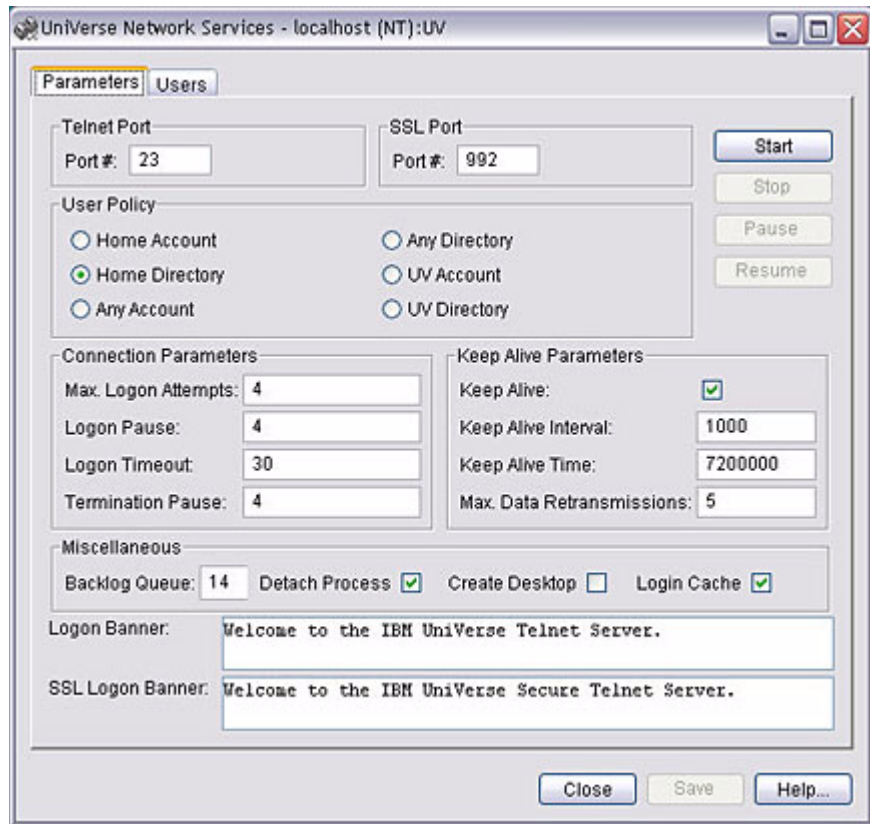 UniVerse Network Services - localhost (NT):UV
Parameters Users
Telnet Port
Port #: 23
SSL Port
Port #: 992
Start
Stop
Pause
Resume
User Policy
Home Account
Any Directory
Home Directory
UV Account
Any Account
UV Directory
Connection Parameters
Max. Logon Attempts: 4
Logon Pause: 4
Logon Timeout: 30
Termination Pause: 4
Keep Alive Parameters
Keep Alive:
Keep Alive Interval: 1000
Keep Alive Time: 7200000
Max. Data Retransmissions: 5
Miscellaneous
Backlog Queue: 14 Detach Process Create Desktop Login Cache
Logon Banner: Welcome to the IBM UniVerse Telnet Server.
SSL Logon Banner: Welcome to the IBM UniVerse Secure Telnet Server.
Close Save Help...